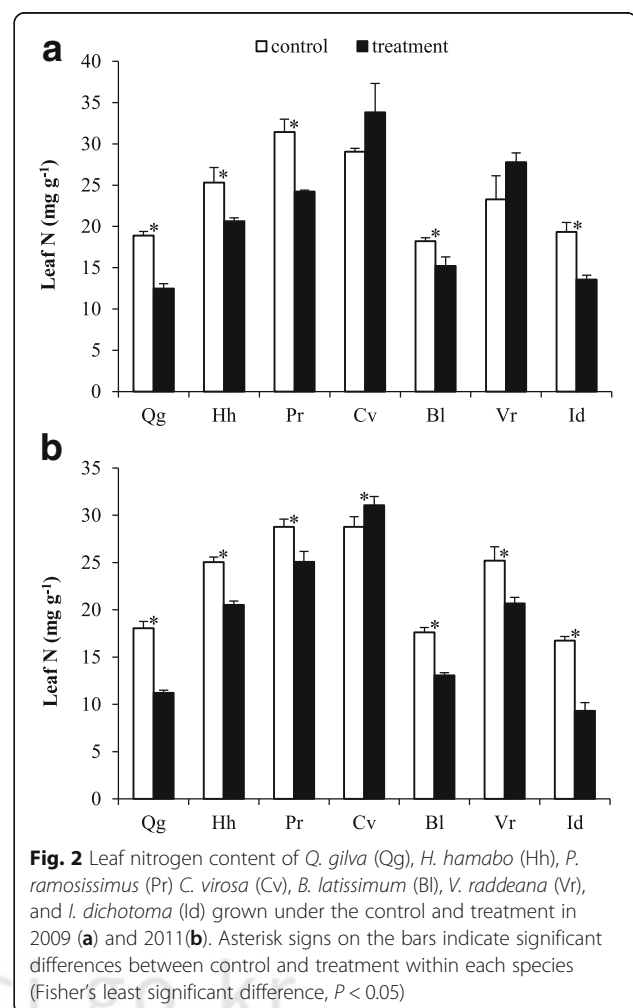 a
control treatment
Leaf N (mg g⁻¹)
40
35
30
25
20
15
10
5
0
* * * * *
Qg Hh Pr Cv Bl Vr Id
b
Leaf N (mg g⁻¹)
35
30
25
20
15
10
5
0
* * * * * * *
Qg Hh Pr Cv Bl Vr Id
Fig. 2 Leaf nitrogen content of Q. gilva (Qg), H. hamabo (Hh), P.
ramosissimus (Pr) C. virosa (Cv), B. latissimum (Bl), V. raddeana (Vr),
and I. dichotoma (Id) grown under the control and treatment in
2009 (a) and 2011(b). Asterisk signs on the bars indicate significant
differences between control and treatment within each species
(Fisher's least significant difference, P < 0.05)